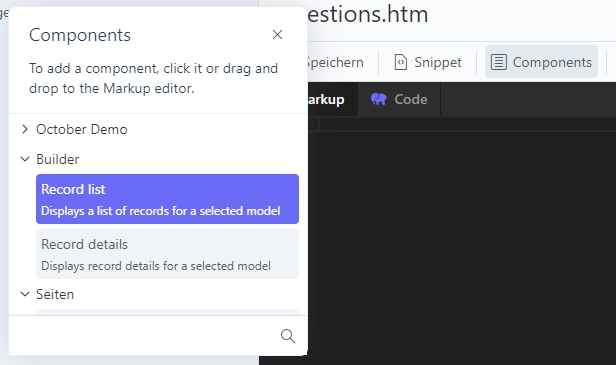 Components
To add a component, click it or drag and
drop to the Markup editor.
October Demo
Builder
Record list
Displays a list of records for a selected model
Record details
Displays record details for a selected model
Seiten
estions.htm
Speichern
Snippet
Components
arkup
Code